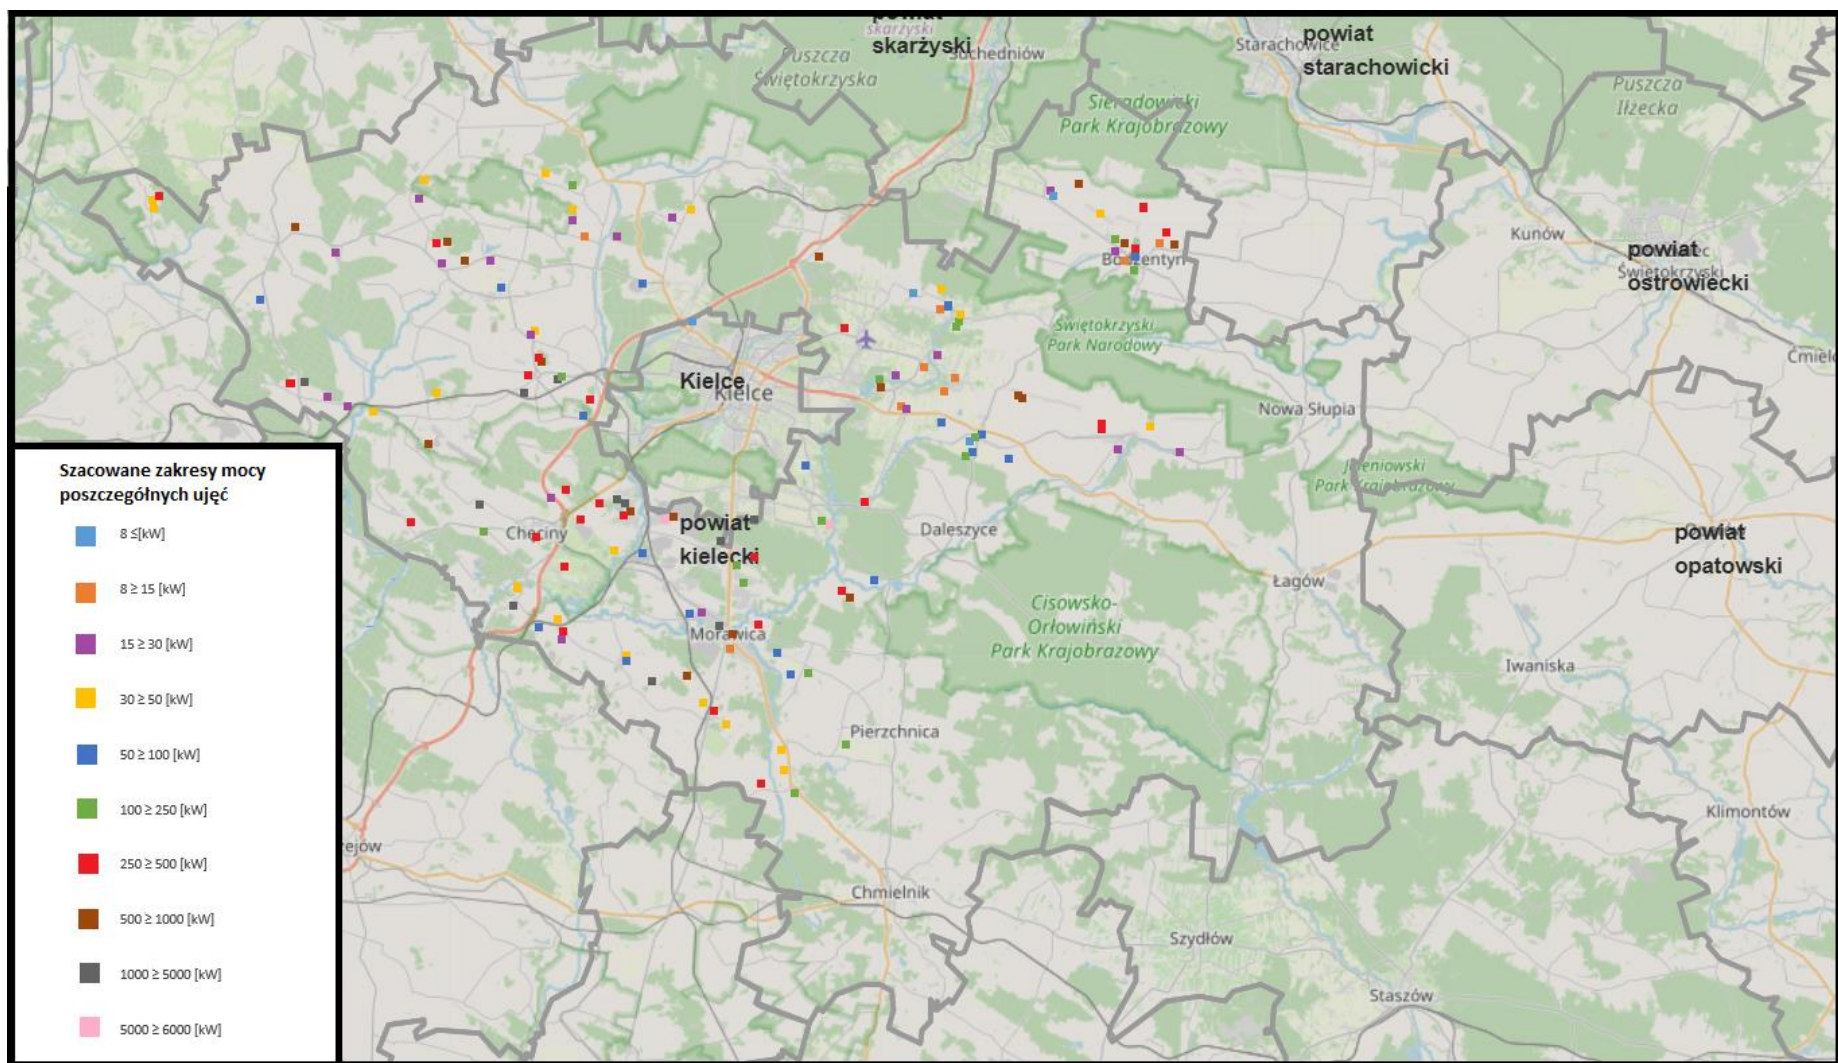 powiat
skarżyski
skarżyski
Suchedniów
Puszcza
Świętokrzyska
Starachowice
powiat
starachowicki
Puszcza
Iłżecka
Sieradowicki
Park Krajobrazowy
Kunów
powiat
Świętokrzyski
ostrowiecki
Bodzentyn
Świętokrzyski
Park Narodowy
Kielce
Kielce
Nowa Słupia
Jeleniowski
Park Krajobrazowy
Szacowane zakresy mocy
poszczególnych ujęć
8 ≤[kW]
8 ≥ 15 [kW]
15 ≥ 30 [kW]
30 ≥ 50 [kW]
50 ≥ 100 [kW]
100 ≥ 250 [kW]
250 ≥ 500 [kW]
500 ≥ 1000 [kW]
1000 ≥ 5000 [kW]
5000 ≥ 6000 [kW]
Chęciny
powiat
kielecki
Daleszyce
powiat
opatowski
Łagów
Cisowsko-
Orłowiński
Park Krajobrazowy
Morawica
Iwaniska
Pierzchnica
Klimontów
Chmielnik
Szydłów
Staszów